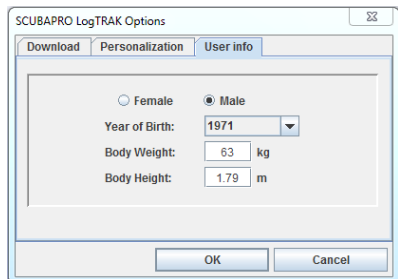 SCUBAPRO LogTRAK Options
Download Personalization User info
Female Male
Year of Birth: 1971
Body Weight: 63 kg
Body Height: 1.79 m
OK Cancel